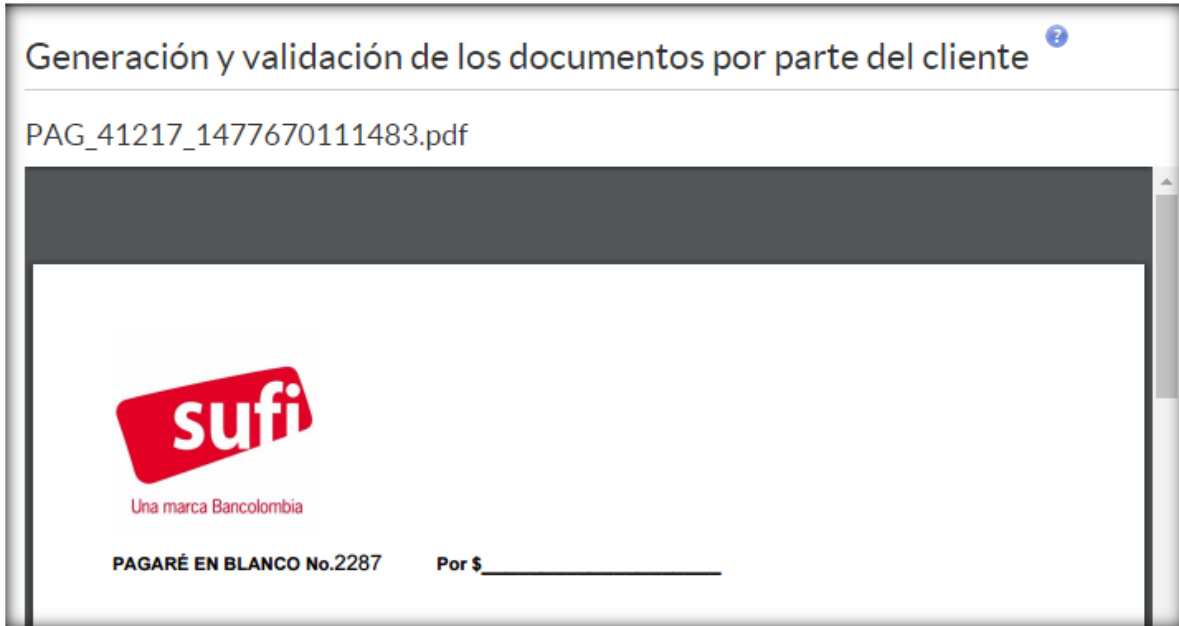 Generación y validación de los documentos por parte del cliente ?
PAG_41217_1477670111483.pdf
sufi
Una marca Bancolombia
PAGARÉ EN BLANCO No.2287 Por $______________________